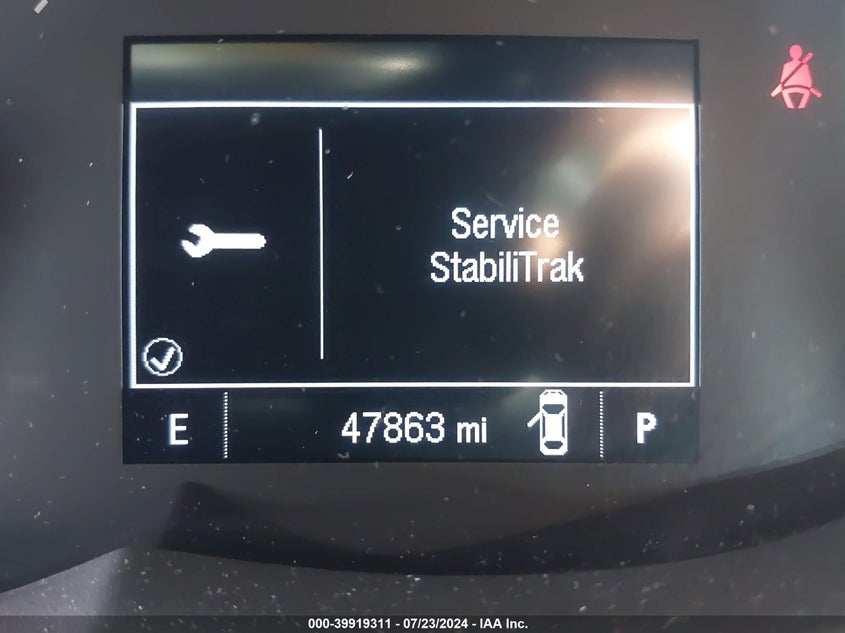 Service
StabiliTrak
E 47863 mi P
000-39919311 - 07/23/2024 - IAA Inc.